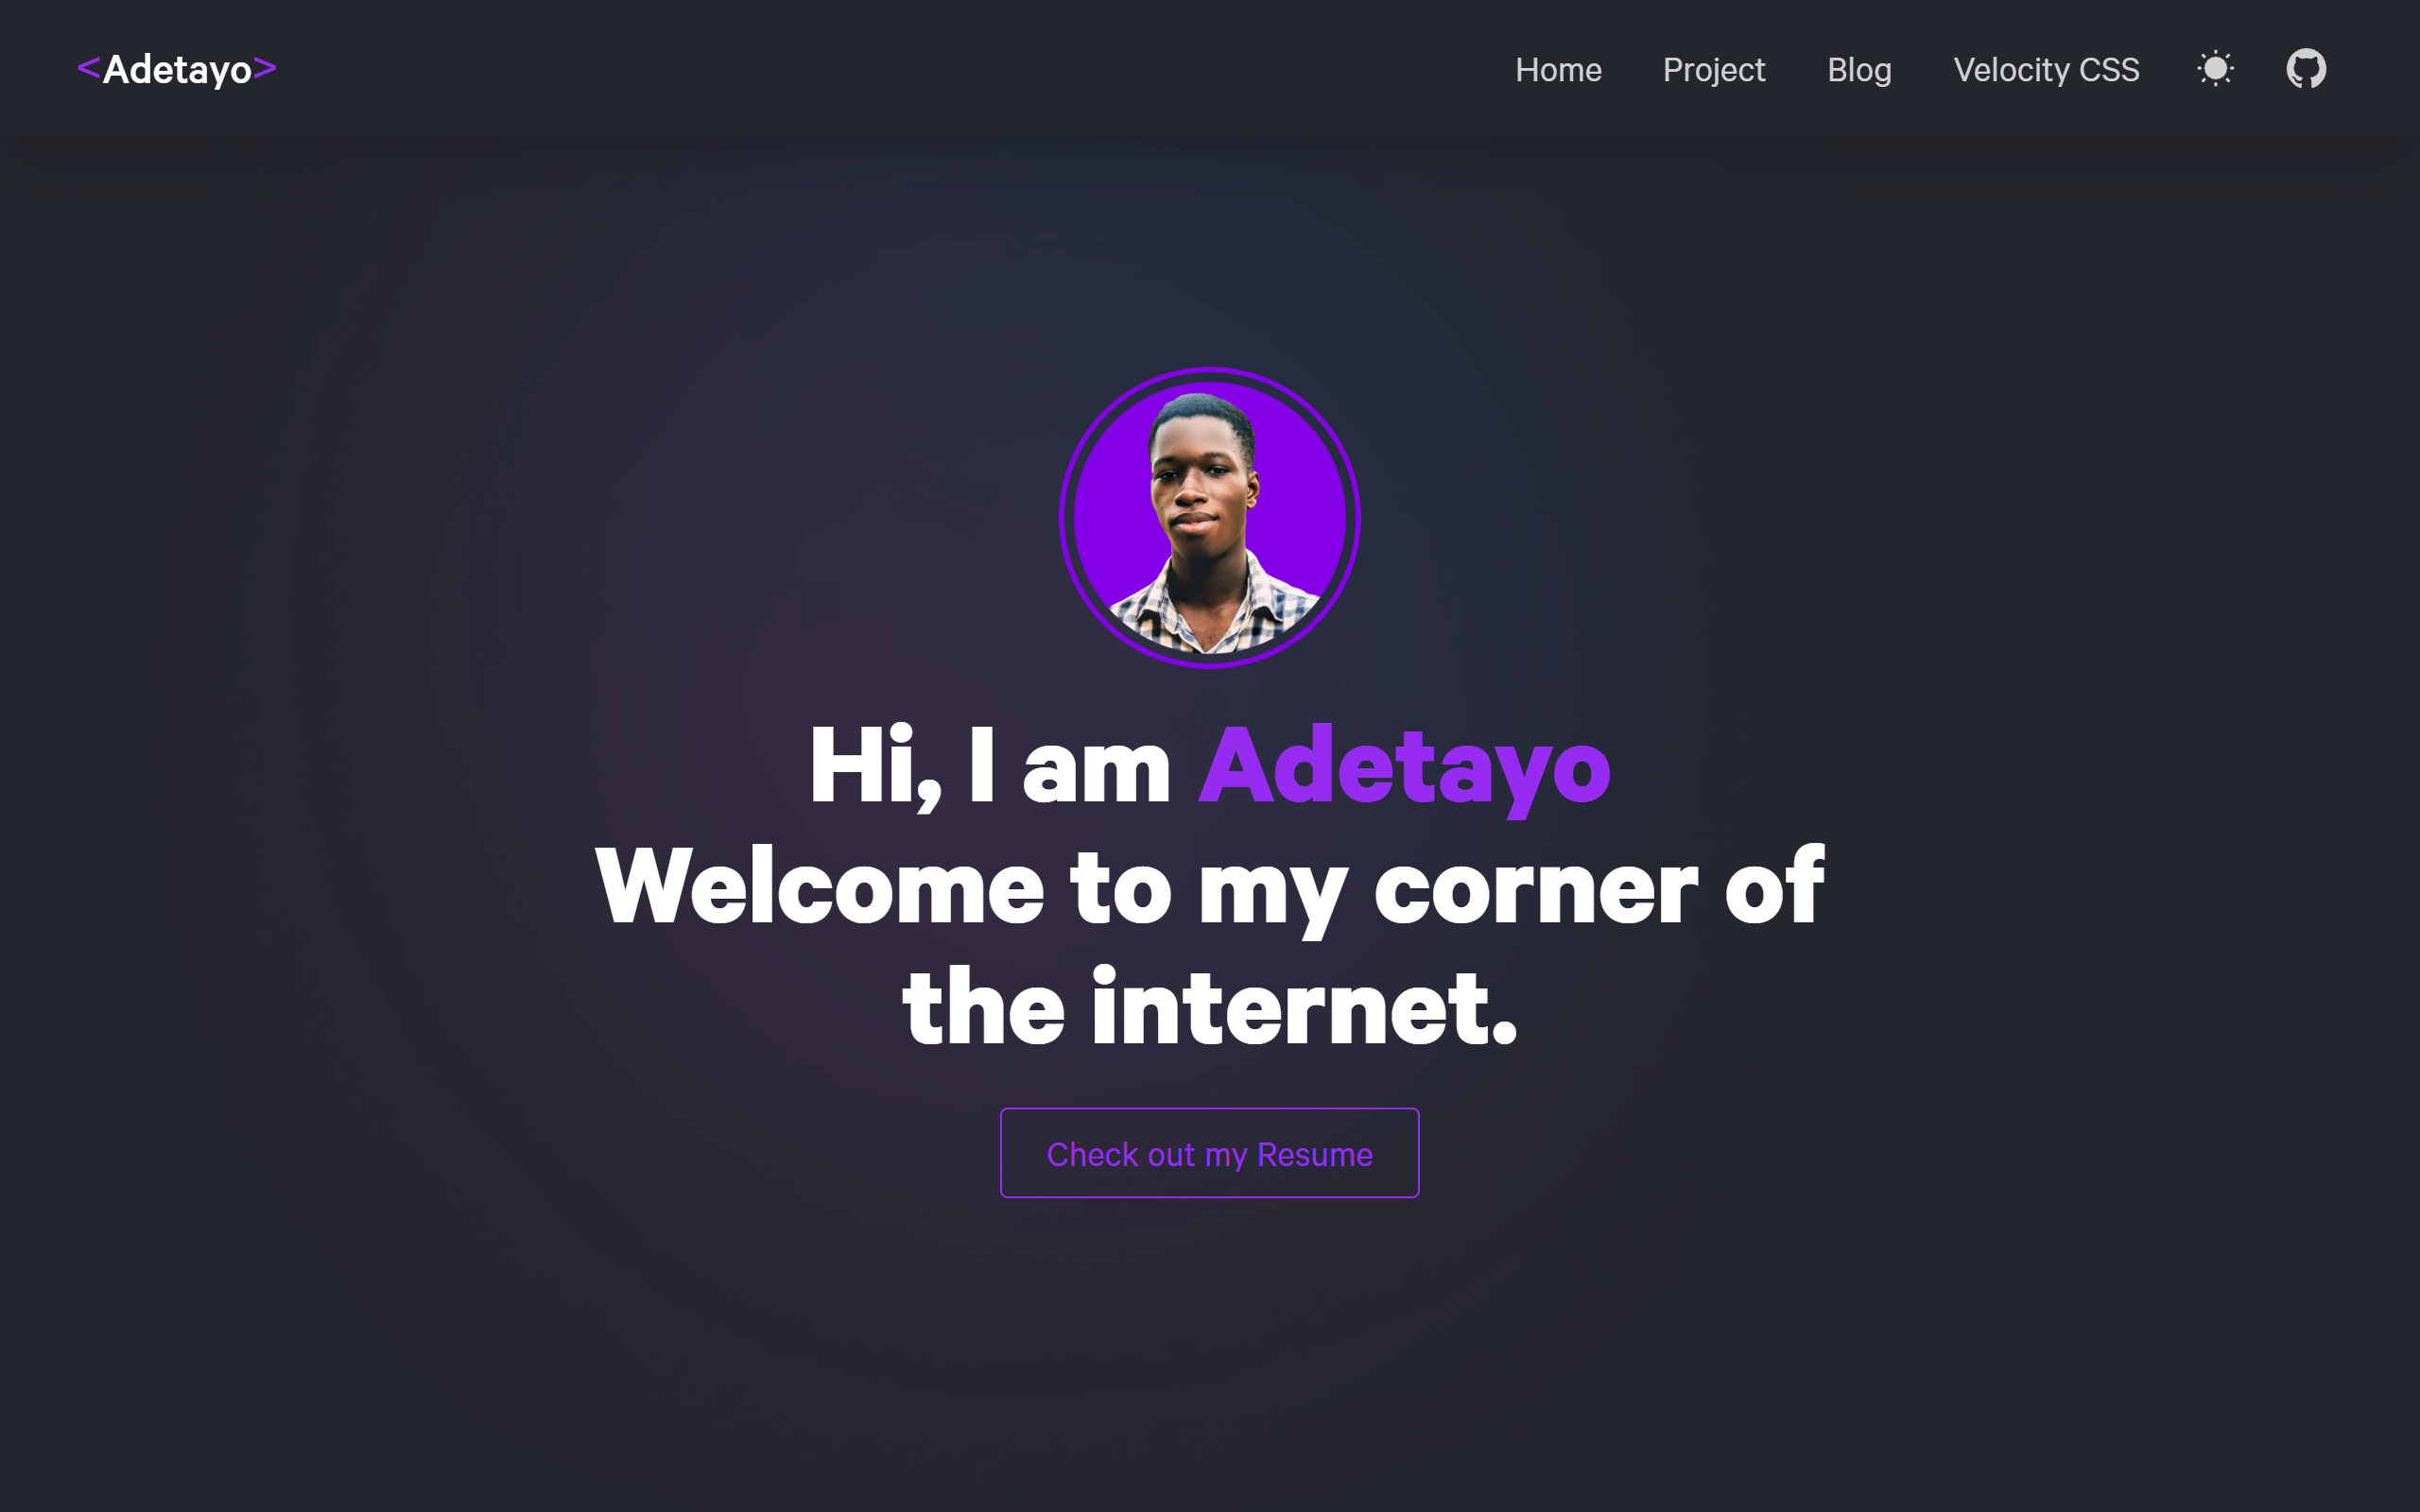 <Adetayo>
Home Project Blog Velocity CSS
Hi, I am Adetayo
Welcome to my corner of
the internet.
Check out my Resume